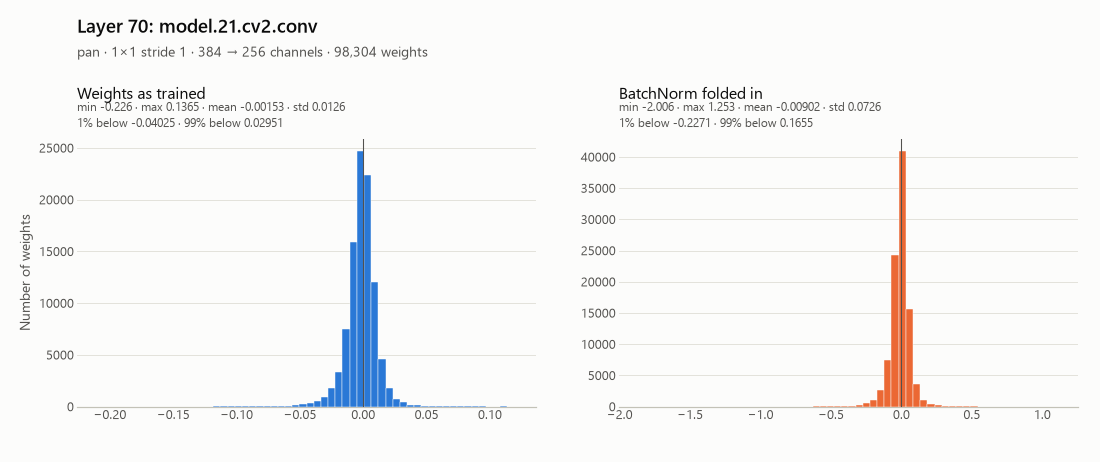 Layer 70: model.21.cv2.conv
pan · 1×1 stride 1 · 384 → 256 channels · 98,304 weights
Weights as trained
min -0.226 · max 0.1365 · mean -0.00153 · std 0.0126
1% below -0.04025 · 99% below 0.02951
Number of weights
25000
20000
15000
10000
5000
0
−0.20 −0.15 −0.10 −0.05 0.00 0.05 0.10
BatchNorm folded in
min -2.006 · max 1.253 · mean -0.00902 · std 0.0726
1% below -0.2271 · 99% below 0.1655
40000
35000
30000
25000
20000
15000
10000
5000
0
−2.0 −1.5 −1.0 −0.5 0.0 0.5 1.0